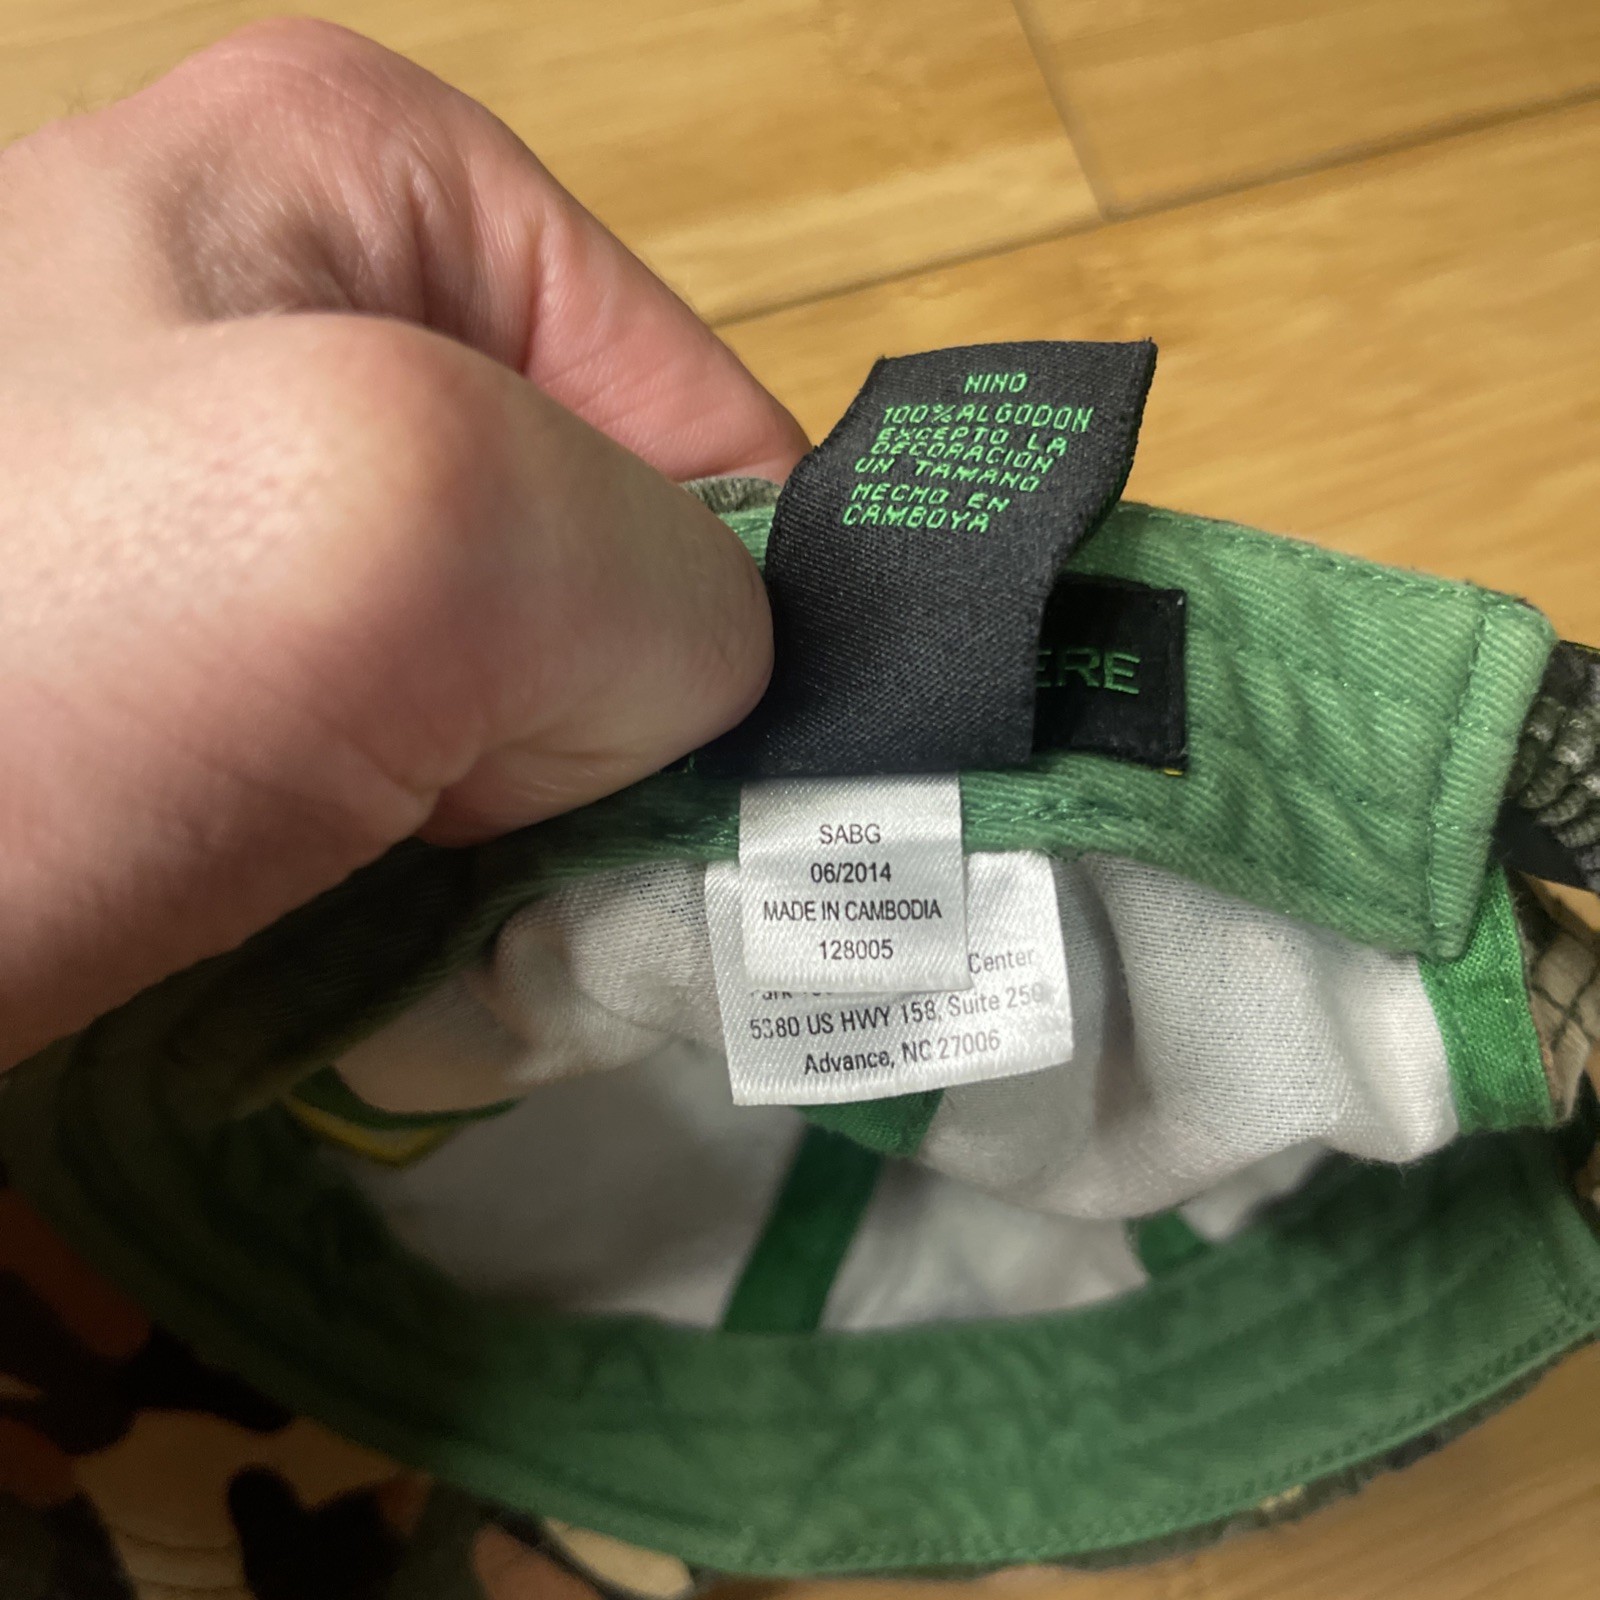 NINO
100%ALGODON
EXCEPTO LA
DECORACION
UN TAMANO
HECHO EN
CAMBOYA
ERE
SABG
06/2014
MADE IN CAMBODIA
128005
Center
5380 US HWY 158, Suite 250
Advance, NC 27006